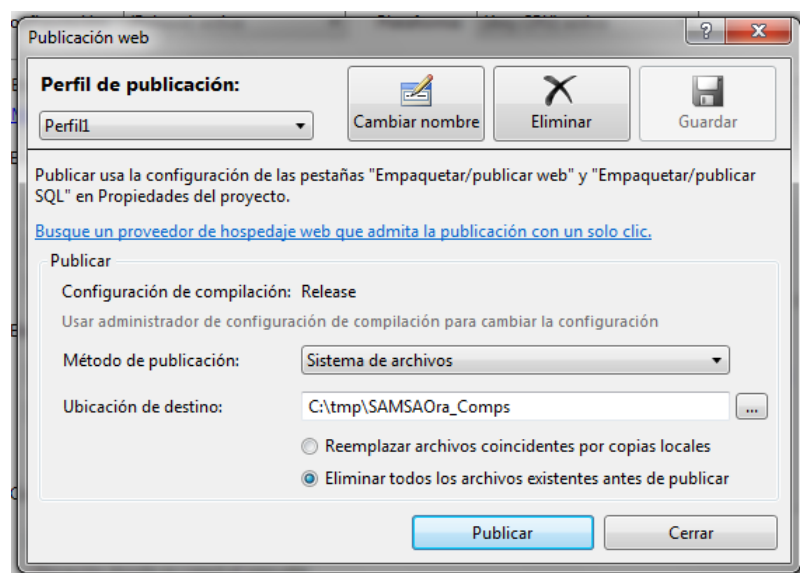 Publicación web
Perfil de publicación:
Perfil1
Cambiar nombre
Eliminar
Guardar
Publicar usa la configuración de las pestañas "Empaquetar/publicar web" y "Empaquetar/publicar
SQL" en Propiedades del proyecto.
Busque un proveedor de hospedaje web que admita la publicación con un solo clic.
Publicar
Configuración de compilación: Release
Usar administrador de configuración de compilación para cambiar la configuración
Método de publicación: Sistema de archivos
Ubicación de destino: C:\tmp\SAMSAOra_Comps ...
Reemplazar archivos coincidentes por copias locales
Eliminar todos los archivos existentes antes de publicar
Publicar
Cerrar